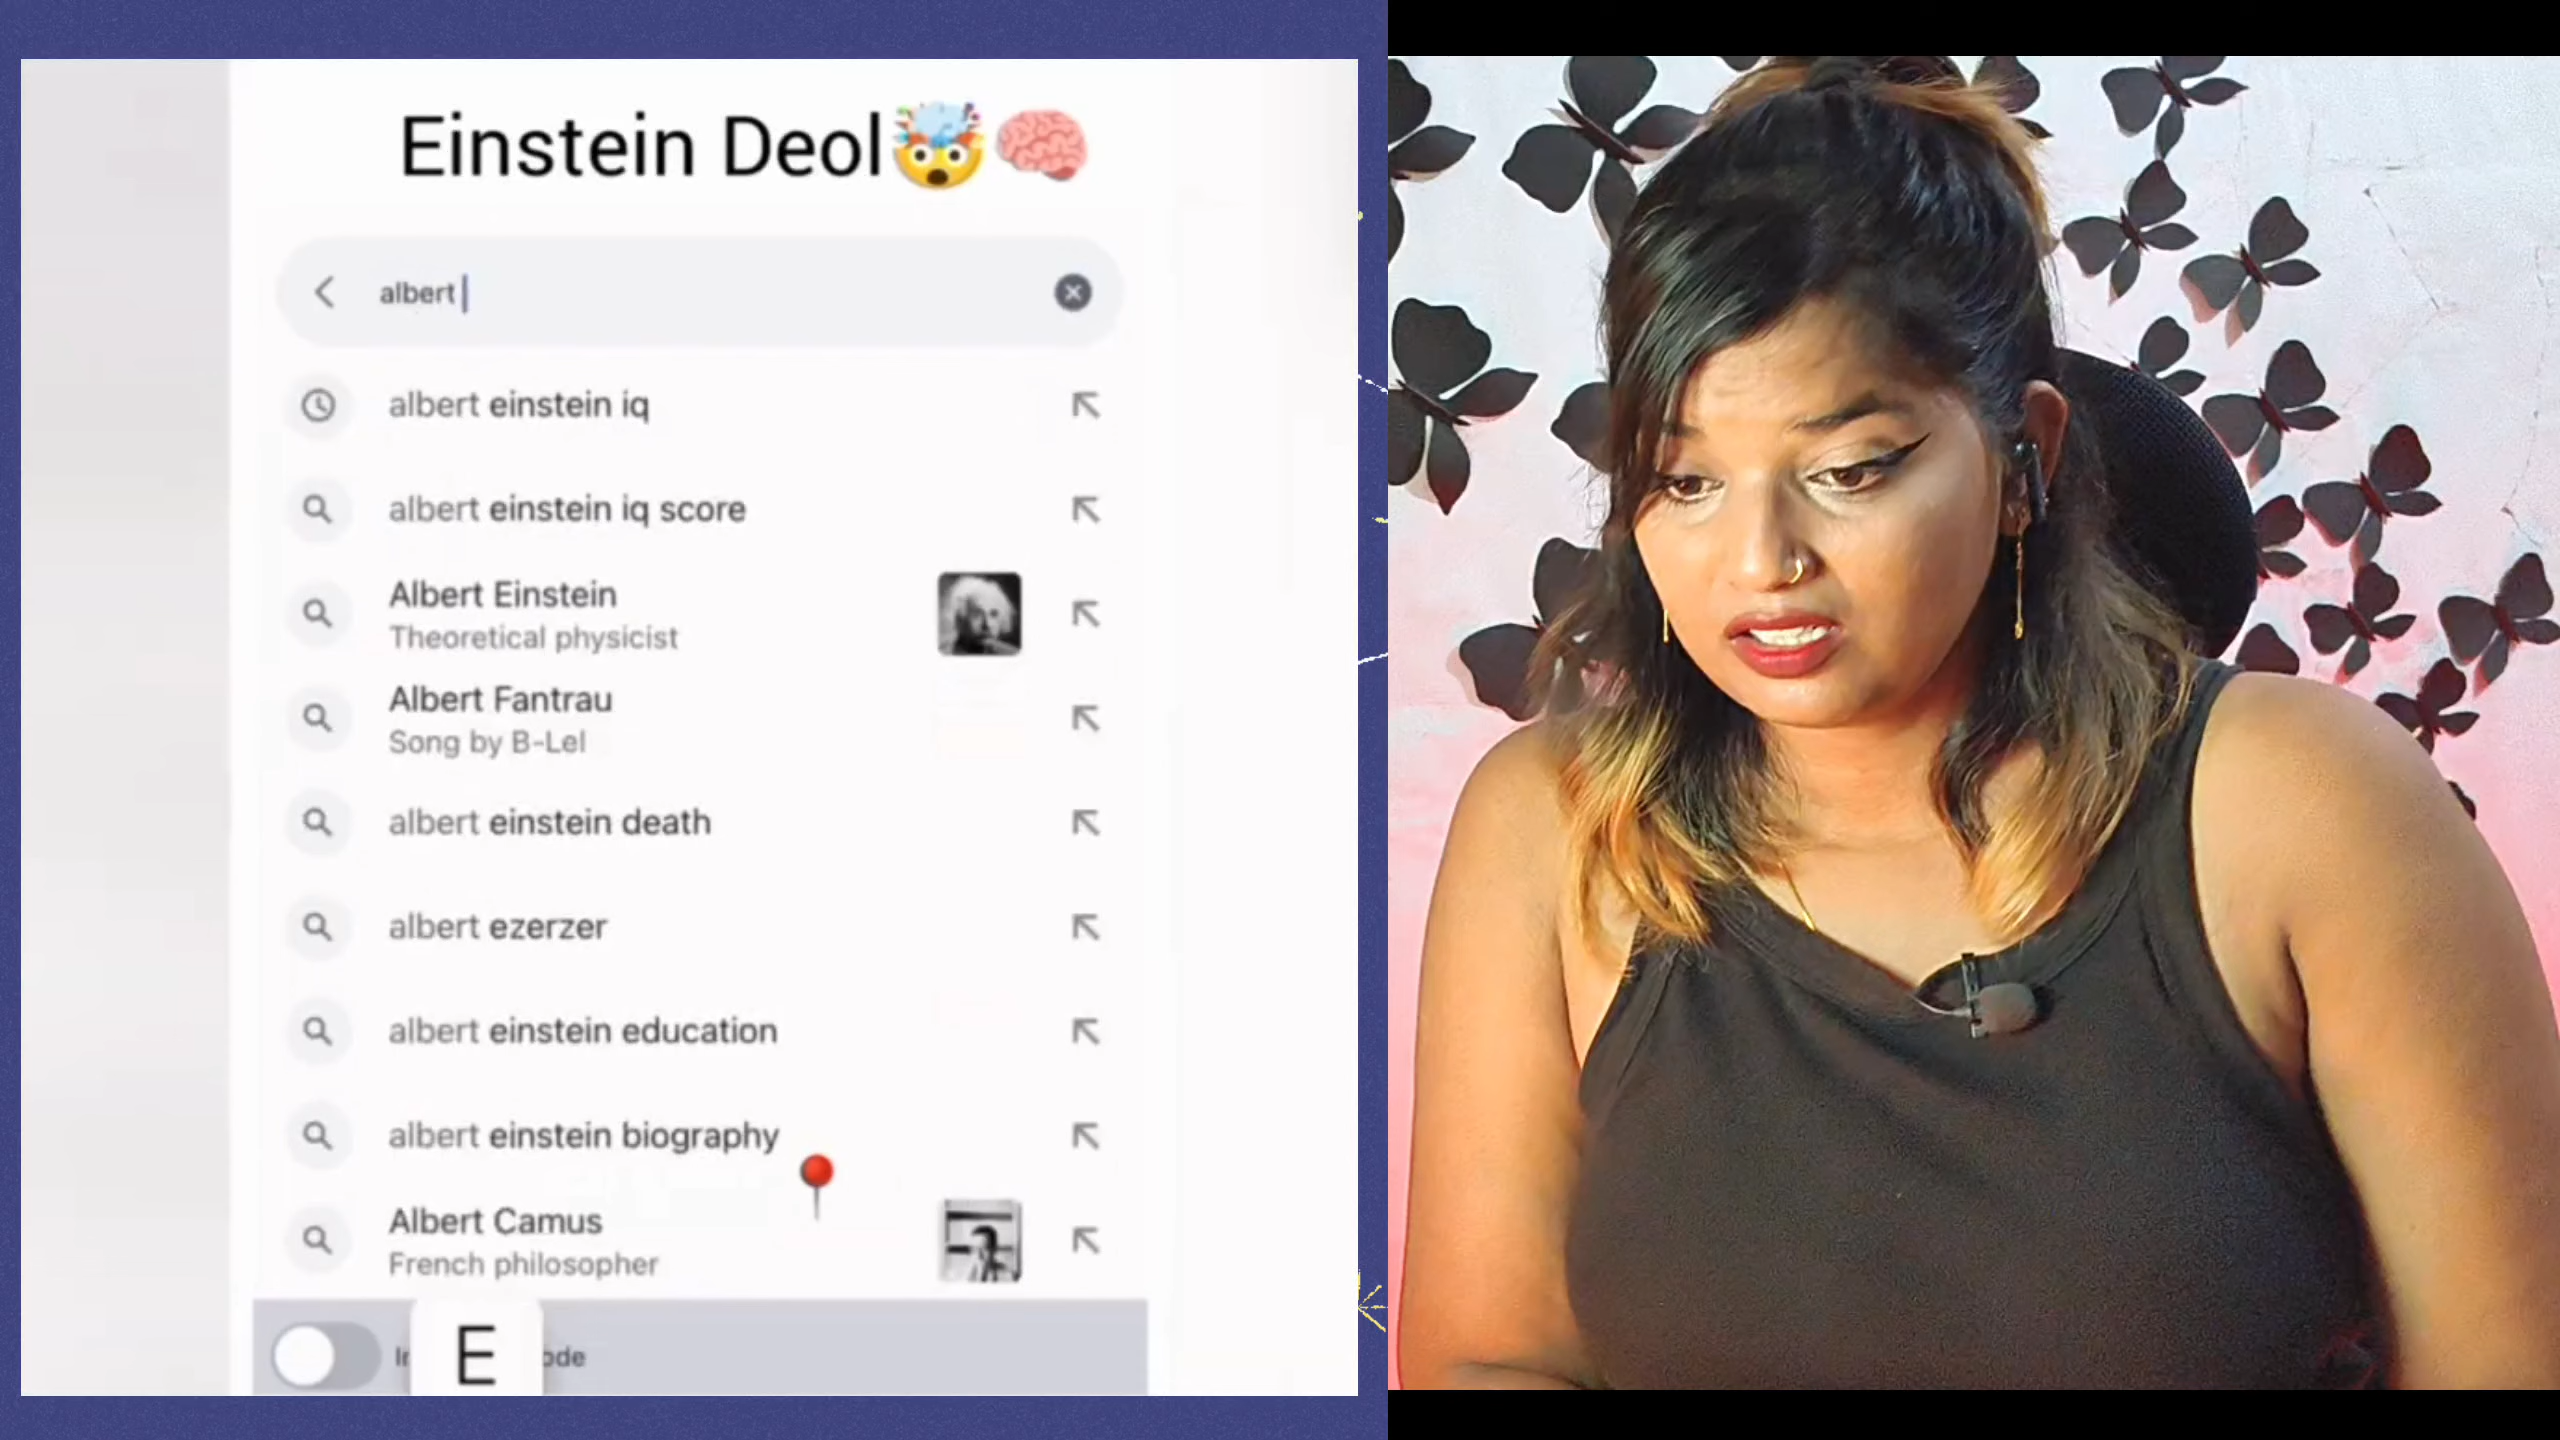 Einstein Deol🤯🧠
albert
albert einstein iq
albert einstein iq score
Albert Einstein
Theoretical physicist
Albert Fantrau
Song by B-Lel
albert einstein death
albert ezerzer
albert einstein education
albert einstein biography
Albert Camus
French philosopher
E